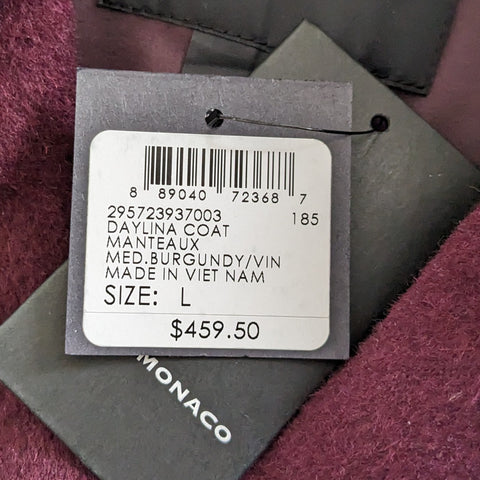 8 89040 72368 7
295723937003 185
DAYLINA COAT
MANTEAUX
MED.BURGUNDY/VIN
MADE IN VIET NAM
SIZE: L
$459.50
MONACO